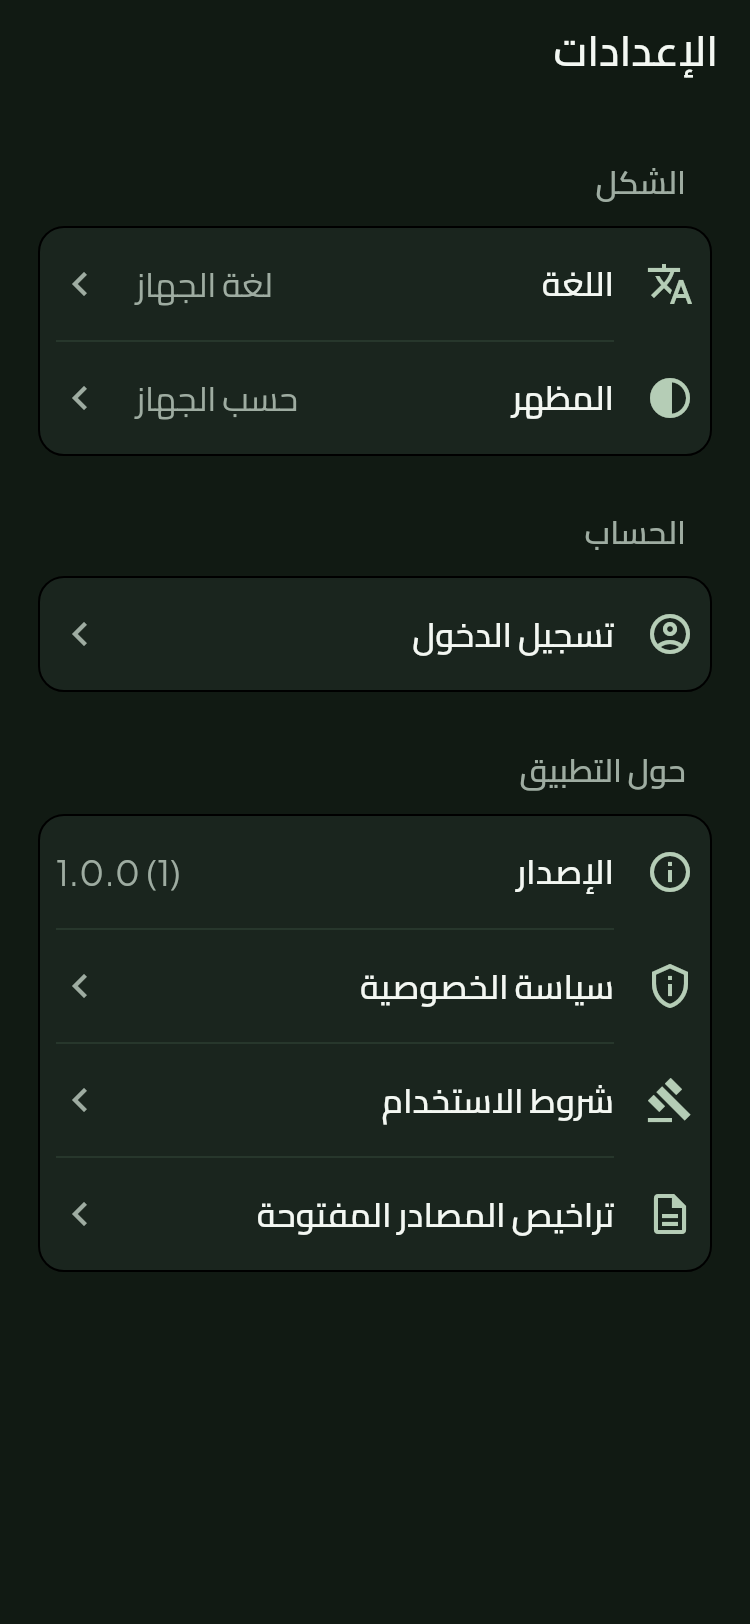 الإعدادات
الشكل
اللغة لغة الجهاز
المظهر حسب الجهاز
الحساب
تسجيل الدخول
حول التطبيق
الإصدار 1.0.0 (1)
سياسة الخصوصية
شروط الاستخدام
تراخيص المصادر المفتوحة